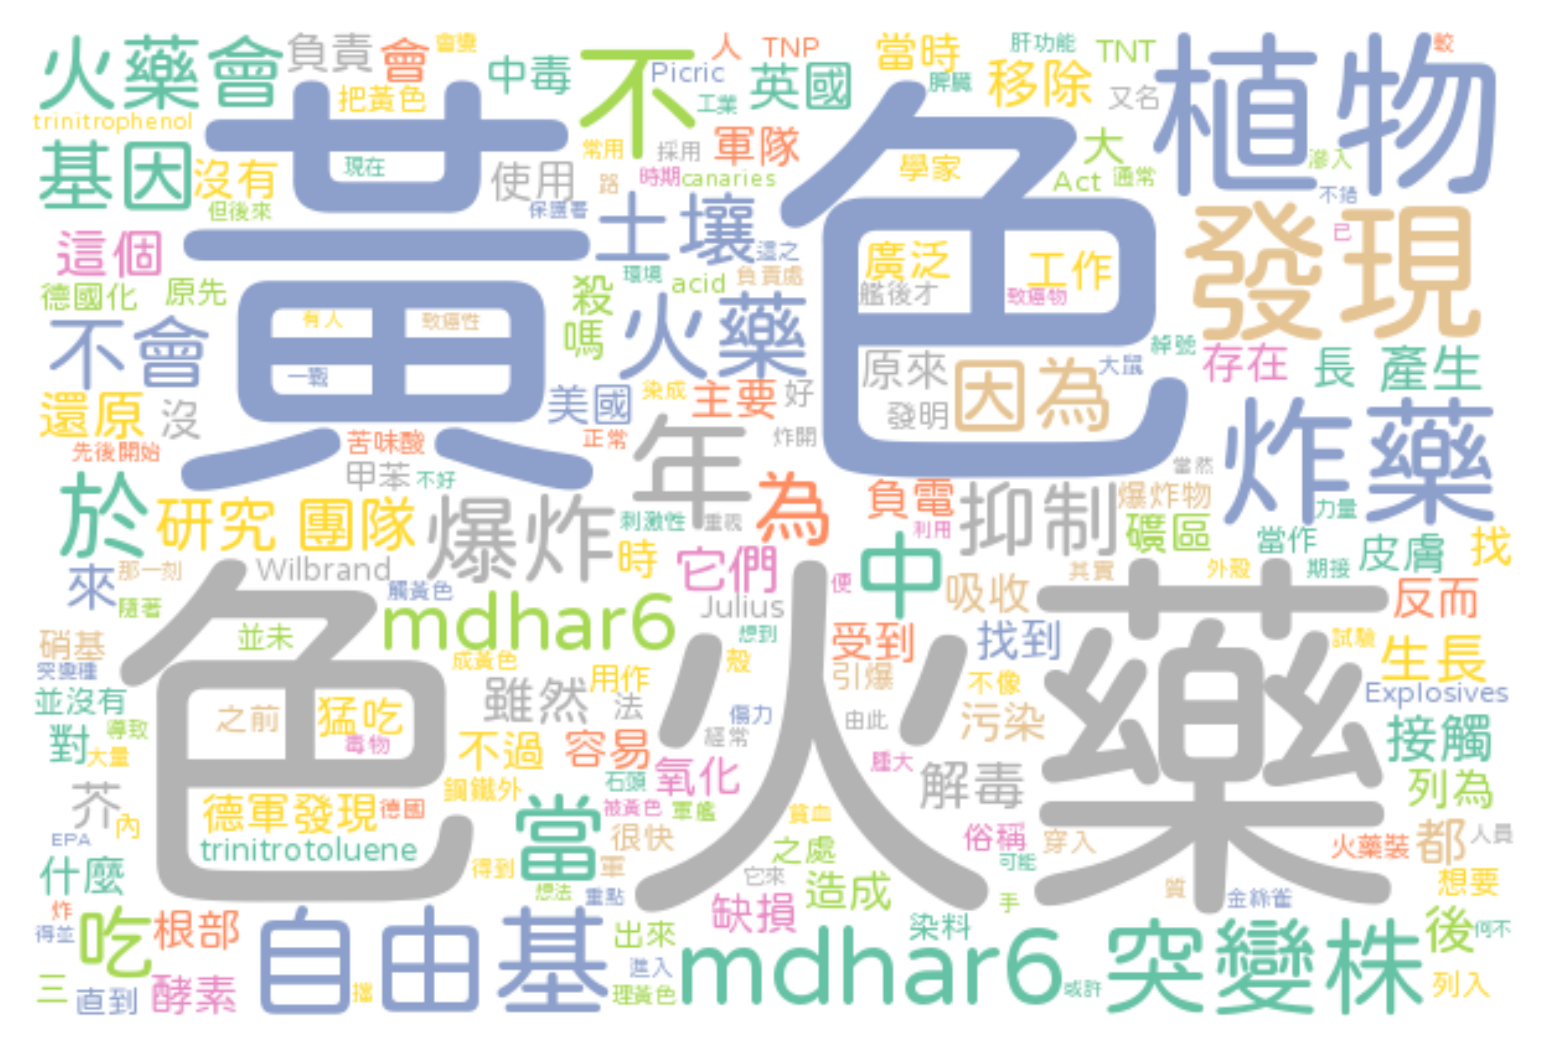 火藥會 負責 會 會變 中毒 不 人 TNP 當時 肝功能 TNT 較
把黃色 Picric 工業 英國 脾臟 移除 又名 植物
trinitrophenol 黃 色
基因 沒有 現在 使用 常用 採用 軍隊 學家 大 滲入
但後來 路 時期 canaries Act 通常 不錯
保護署 土壤 這之 發現 已
這個 環境 負責處 廣泛 工作
德國化 原先 殺 acid 艦後才 致癌物
不會 有人 致癌性 嗎 火藥 綽號
一戰 原來 因為 大鼠 存在 長 產生
還原 沒 美國 染成 主要 好 發明 炸藥
先後開始 苦味酸 正常 年 炸開
甲苯 不好 當然
於 研究 團隊 爆炸 刺激性 重視 為 負電 抑制 爆炸物 力量
時 利用 礦區 當作 皮膚 找
來 那一刻 Wilbrand 它們 便 中 吸收 其實 外殼 期接
隨著 觸黃色 Julius 反而
色 mdhar6 火 藥
硝基 並未 想到 受到 找到 試驗 生長
突變種 成黃色 殼 引爆 不像
並沒有 之前 猛吃 雖然 用作 法 傷力 由此 污染 Explosives
對 導致 大量 毒物 不過 容易 經常 接觸
鋼鐵外 石頭 氧化 腫大 解毒 列為
芥 內 德軍發現 德國 被黃色 軍艦 貧血
EPA trinitrotoluene 當 很快 之處 俗稱 穿入 火藥裝 都 人員
什麼 得到 軍 它來 可能
想法 重點 造成 手 質 金絲雀 想要
炸 吃 根部 自由基 出來 缺損 染料 後 何不
得並 進入 mdhar6 突變株
三 直到 酵素 擋 理黃色 或許 列入